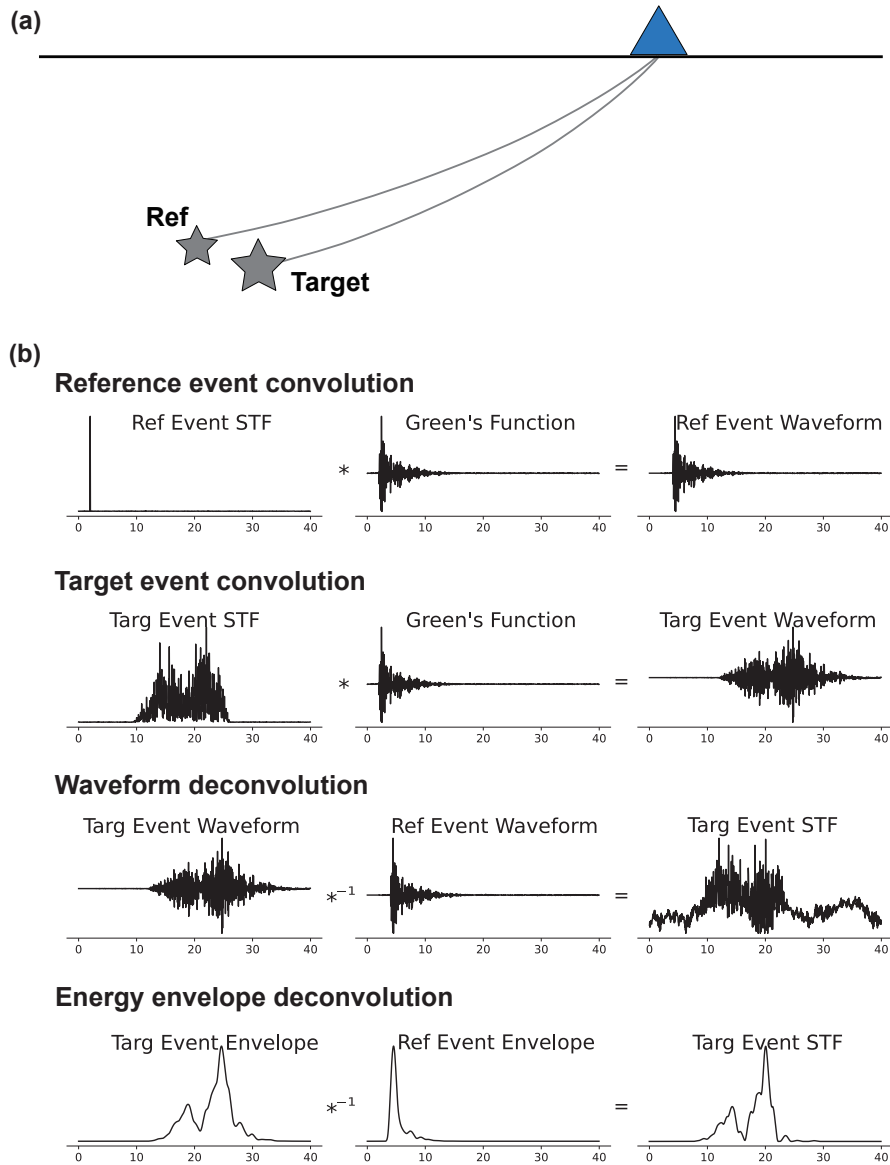 (a)
Ref
Target
(b)
Reference event convolution
Ref Event STF
Green's Function
Ref Event Waveform
*
=
0 10 20 30 40
0 10 20 30 40
0 10 20 30 40
Target event convolution
Targ Event STF
Green's Function
Targ Event Waveform
*
=
0 10 20 30 40
0 10 20 30 40
0 10 20 30 40
Waveform deconvolution
Targ Event Waveform
Ref Event Waveform
Targ Event STF
*⁻¹
=
0 10 20 30 40
0 10 20 30 40
0 10 20 30 40
Energy envelope deconvolution
Targ Event Envelope
Ref Event Envelope
Targ Event STF
*⁻¹
=
0 10 20 30 40
0 10 20 30 40
0 10 20 30 40